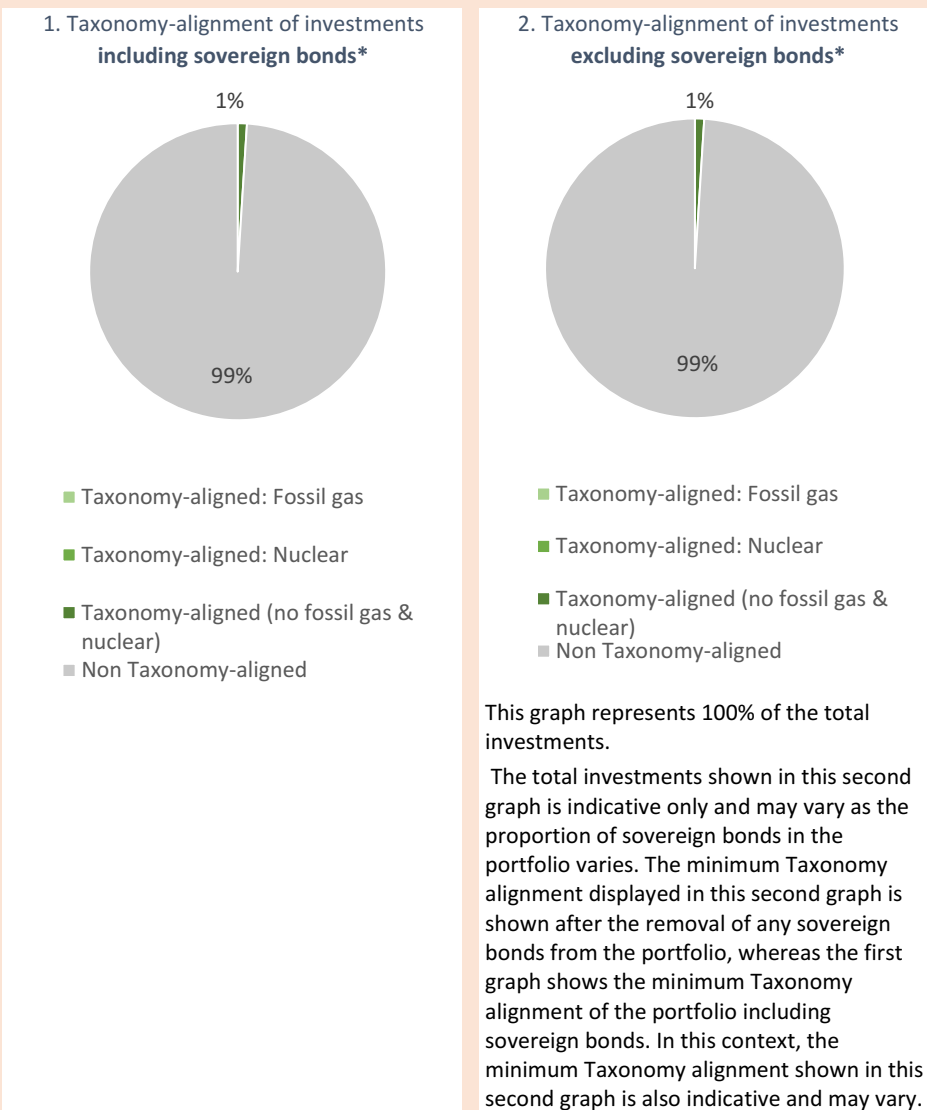 1. Taxonomy-alignment of investments
including sovereign bonds*
1%
99%
Taxonomy-aligned: Fossil gas
Taxonomy-aligned: Nuclear
Taxonomy-aligned (no fossil gas &
nuclear)
Non Taxonomy-aligned
2. Taxonomy-alignment of investments
excluding sovereign bonds*
1%
99%
Taxonomy-aligned: Fossil gas
Taxonomy-aligned: Nuclear
Taxonomy-aligned (no fossil gas &
nuclear)
Non Taxonomy-aligned
This graph represents 100% of the total
investments.
The total investments shown in this second
graph is indicative only and may vary as the
proportion of sovereign bonds in the
portfolio varies. The minimum Taxonomy
alignment displayed in this second graph is
shown after the removal of any sovereign
bonds from the portfolio, whereas the first
graph shows the minimum Taxonomy
alignment of the portfolio including
sovereign bonds. In this context, the
minimum Taxonomy alignment shown in this
second graph is also indicative and may vary.